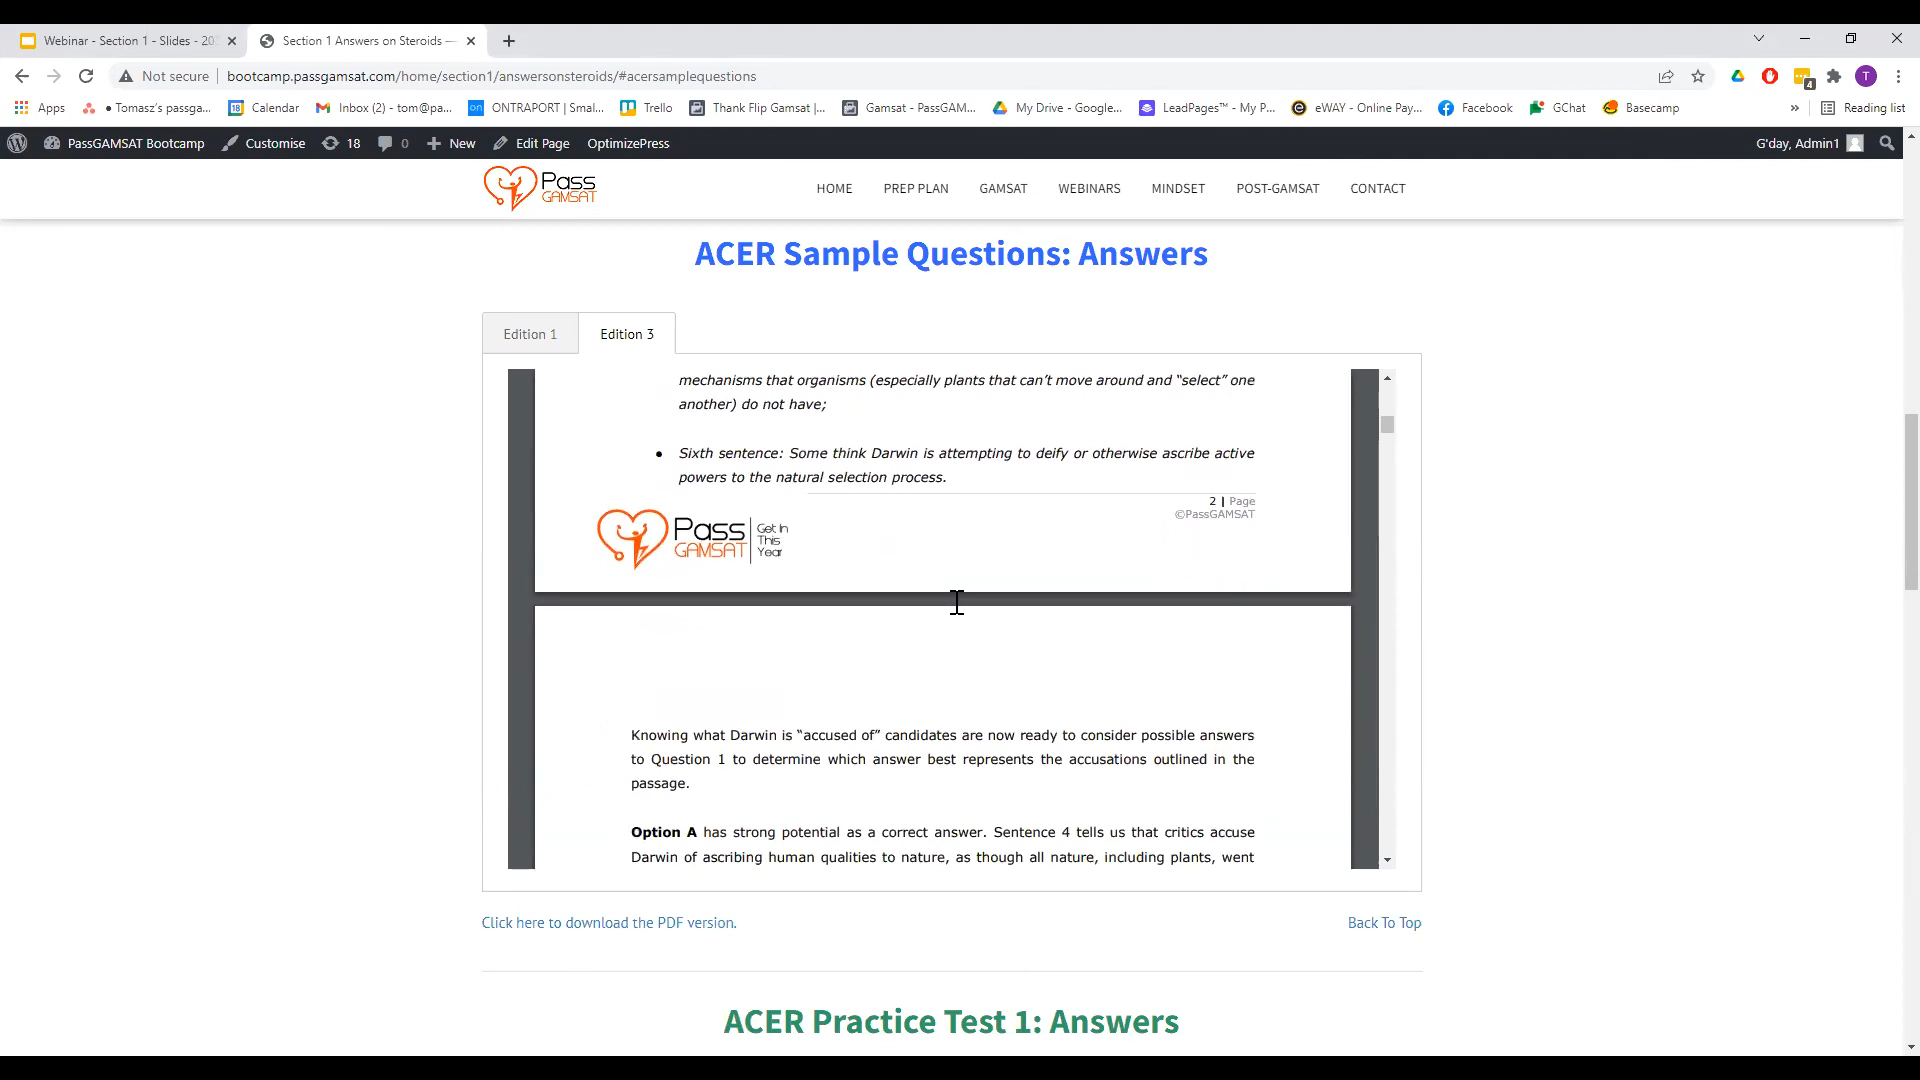 Webinar - Section 1 - Slides - 20
Section 1 Answers on Steroids —
Not secure
bootcamp.passgamsat.com/home/section1/answersonsteroids/#acersamplequestions
4
T
Apps
• Tomasz's passga...
18
Calendar
Inbox (2) - tom@pa...
on
ONTRAPORT | Smal...
Trello
Thank Flip Gamsat |...
Gamsat - PassGAM...
My Drive - Google...
LeadPages™ - My P...
eWAY - Online Pay...
Facebook
GChat
Basecamp
»
Reading list
PassGAMSAT Bootcamp
Customise
18
0
New
Edit Page
OptimizePress
G'day, Admin1
Pass
GAMSAT
HOME
PREP PLAN
GAMSAT
WEBINARS
MINDSET
POST-GAMSAT
CONTACT
ACER Sample Questions: Answers
Edition 1
Edition 3
mechanisms that organisms (especially plants that can't move around and "select" one
another) do not have;
• Sixth sentence: Some think Darwin is attempting to deify or otherwise ascribe active
powers to the natural selection process.
2 | Page
©PassGAMSAT
Pass
GAMSAT
Get In
This
Year
Knowing what Darwin is "accused of" candidates are now ready to consider possible answers
to Question 1 to determine which answer best represents the accusations outlined in the
passage.
Option A has strong potential as a correct answer. Sentence 4 tells us that critics accuse
Darwin of ascribing human qualities to nature, as though all nature, including plants, went
Click here to download the PDF version.
Back To Top
ACER Practice Test 1: Answers